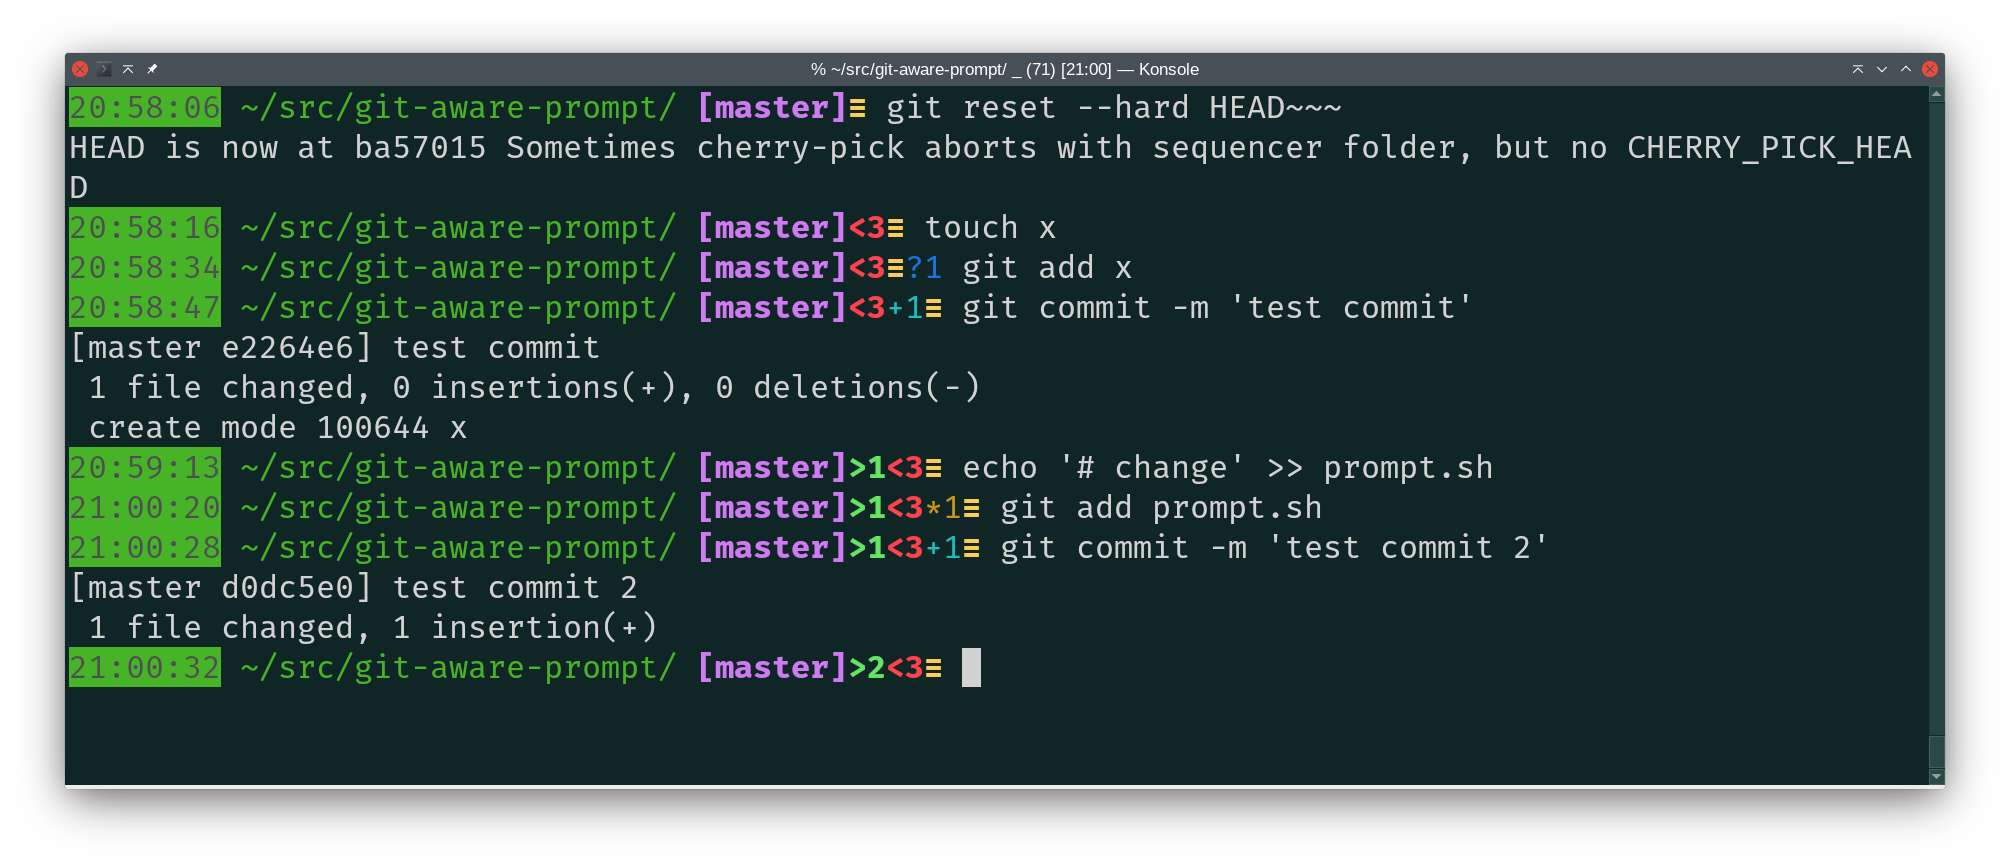 % ~/src/git-aware-prompt/ _ (71) [21:00] — Konsole
20:58:06 ~/src/git-aware-prompt/ [master]≡ git reset --hard HEAD~~~
HEAD is now at ba57015 Sometimes cherry-pick aborts with sequencer folder, but no CHERRY_PICK_HEA
D
20:58:16 ~/src/git-aware-prompt/ [master]<3≡ touch x
20:58:34 ~/src/git-aware-prompt/ [master]<3≡?1 git add x
20:58:47 ~/src/git-aware-prompt/ [master]<3+1≡ git commit -m 'test commit'
[master e2264e6] test commit
 1 file changed, 0 insertions(+), 0 deletions(-)
 create mode 100644 x
20:59:13 ~/src/git-aware-prompt/ [master]>1<3≡ echo '# change' >> prompt.sh
21:00:20 ~/src/git-aware-prompt/ [master]>1<3*1≡ git add prompt.sh
21:00:28 ~/src/git-aware-prompt/ [master]>1<3+1≡ git commit -m 'test commit 2'
[master d0dc5e0] test commit 2
 1 file changed, 1 insertion(+)
21:00:32 ~/src/git-aware-prompt/ [master]>2<3≡